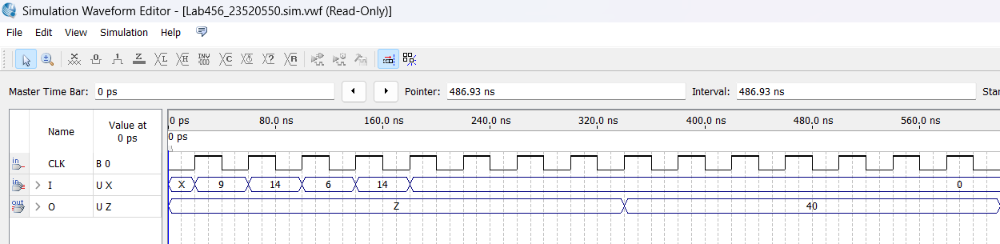 Simulation Waveform Editor - [Lab456_23520550.sim.vwf (Read-Only)]
File Edit View Simulation Help
Master Time Bar: 0 ps Pointer: 486.93 ns Interval: 486.93 ns Star
Name Value at 0 ps
0 ps 80.0 ns 160.0 ns 240.0 ns 320.0 ns 400.0 ns 480.0 ns 560.0 ns
0 ps
in CLK B 0
in I U X X 9 14 6 14 0
out O U Z Z 40